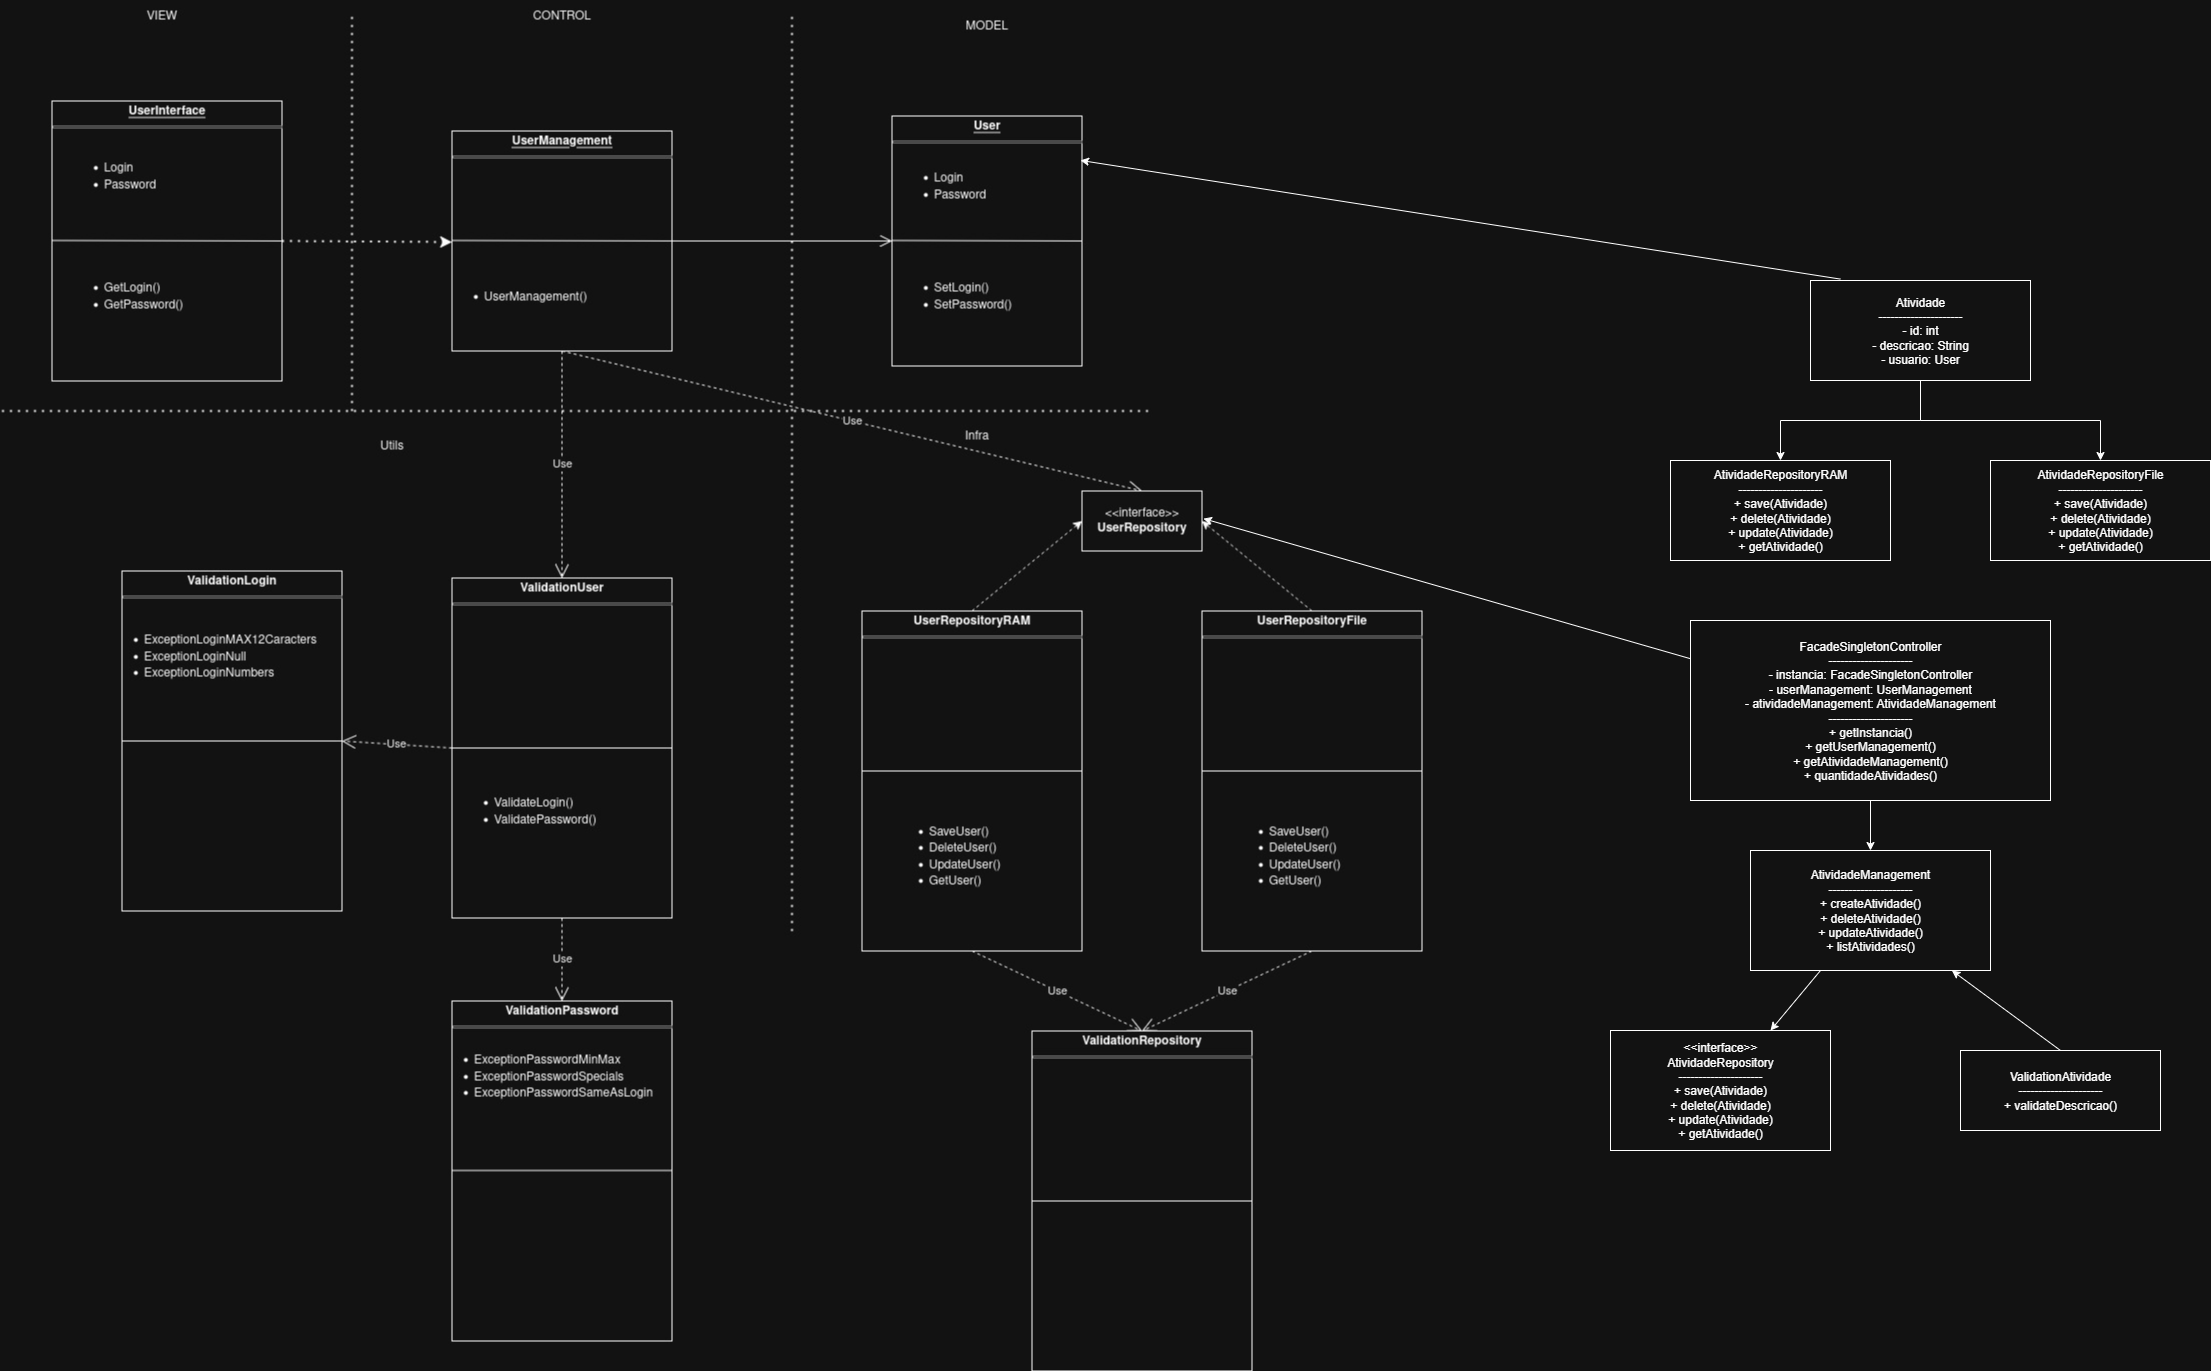 VIEW
CONTROL
MODEL
UserInterface
Login
Password
GetLogin()
GetPassword()
UserManagement
UserManagement()
User
Login
Password
SetLogin()
SetPassword()
Atividade
----------------------
- id: int
- descricao: String
- usuario: User
Utils
Use
Infra
Use
<<interface>>
UserRepository
AtividadeRepositoryRAM
----------------------
+ save(Atividade)
+ delete(Atividade)
+ update(Atividade)
+ getAtividade()
AtividadeRepositoryFile
----------------------
+ save(Atividade)
+ delete(Atividade)
+ update(Atividade)
+ getAtividade()
ValidationLogin
ExceptionLoginMAX12Caracters
ExceptionLoginNull
ExceptionLoginNumbers
Use
ValidationUser
ValidateLogin()
ValidatePassword()
UserRepositoryRAM
SaveUser()
DeleteUser()
UpdateUser()
GetUser()
UserRepositoryFile
SaveUser()
DeleteUser()
UpdateUser()
GetUser()
FacadeSingletonController
----------------------
- instancia: FacadeSingletonController
- userManagement: UserManagement
- atividadeManagement: AtividadeManagement
----------------------
+ getInstancia()
+ getUserManagement()
+ getAtividadeManagement()
+ quantidadeAtividades()
AtividadeManagement
----------------------
+ createAtividade()
+ deleteAtividade()
+ updateAtividade()
+ listAtividades()
Use
Use
Use
ValidationPassword
ExceptionPasswordMinMax
ExceptionPasswordSpecials
ExceptionPasswordSameAsLogin
ValidationRepository
<<interface>>
AtividadeRepository
----------------------
+ save(Atividade)
+ delete(Atividade)
+ update(Atividade)
+ getAtividade()
ValidationAtividade
----------------------
+ validateDescricao()